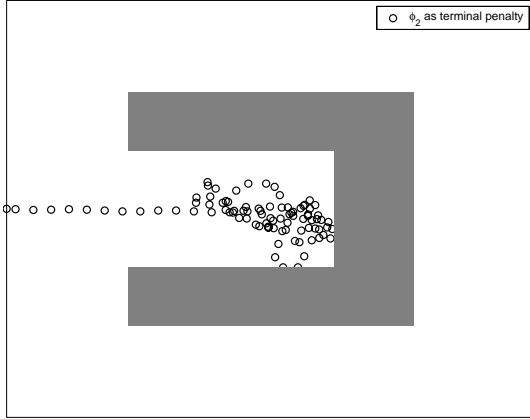 ϕ₂ as terminal penalty